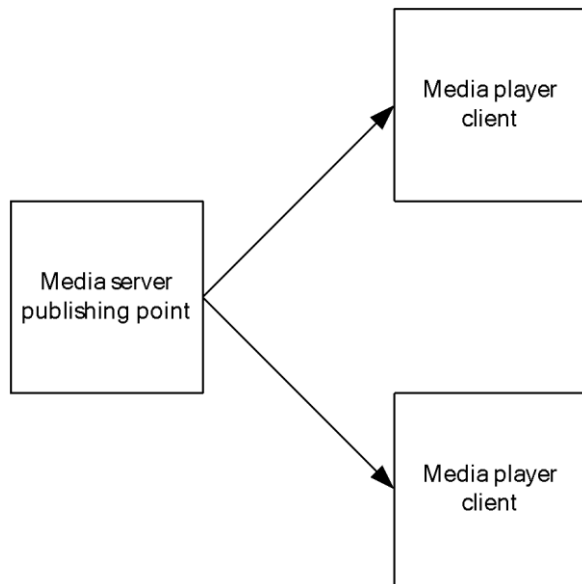 Media player
client
Media server
publishing point
Media player
client